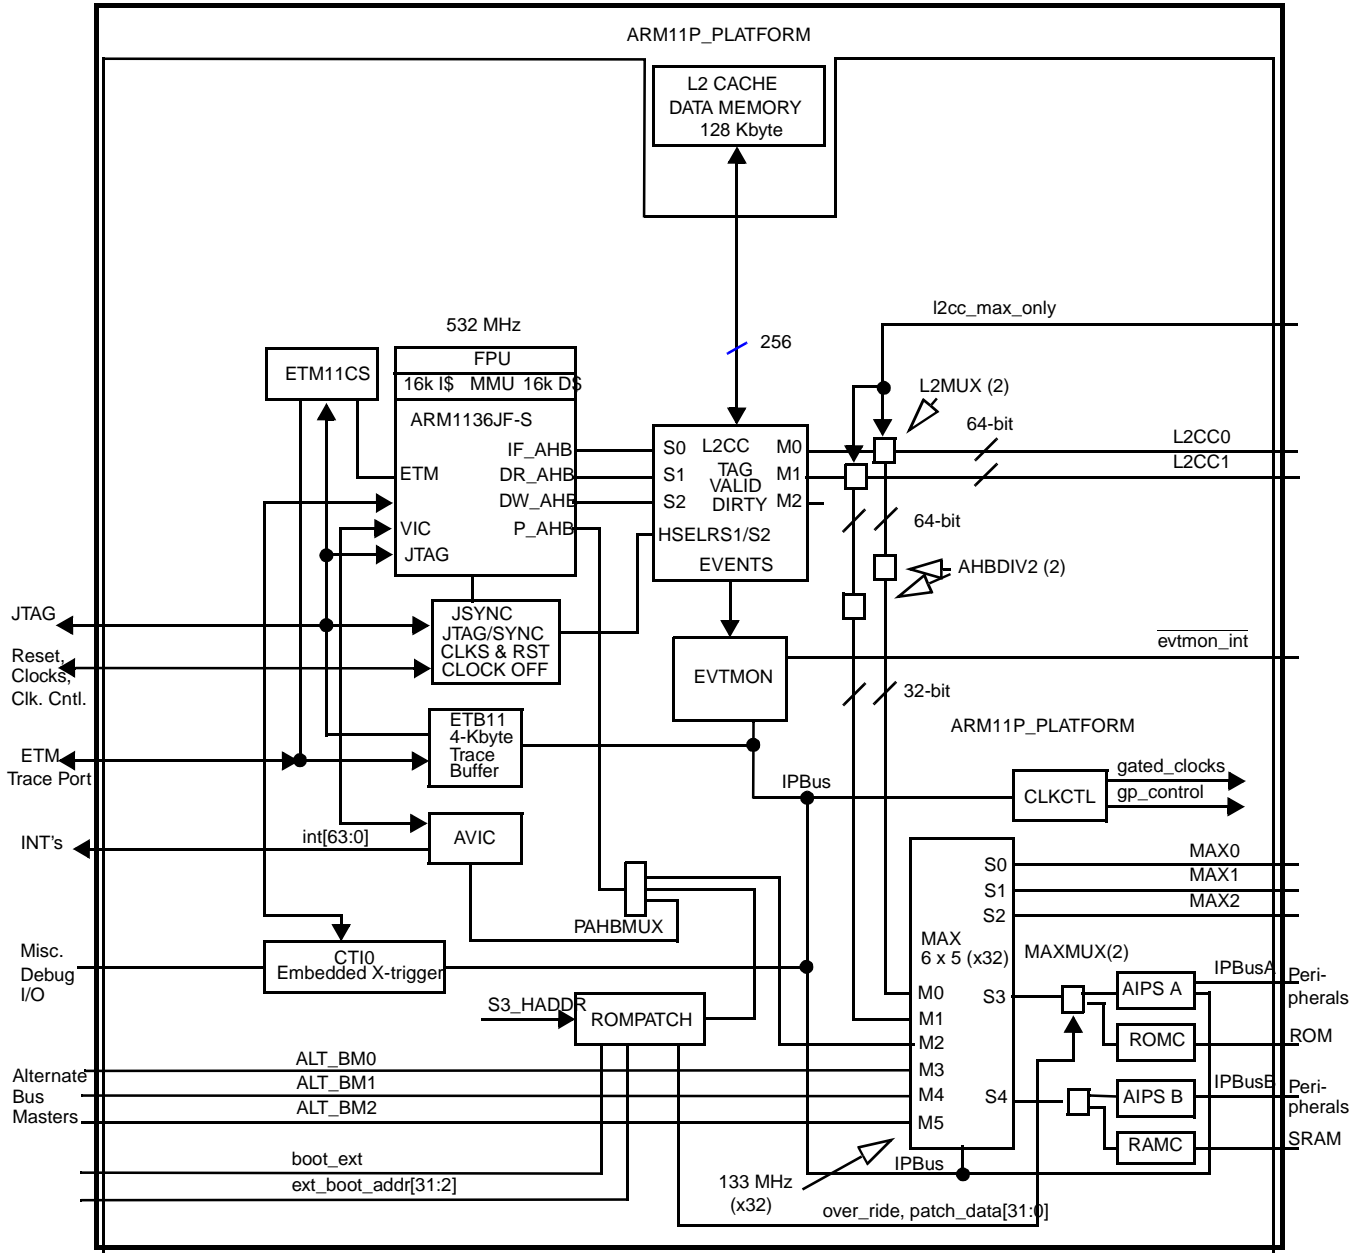 ARM11P_PLATFORM
L2 CACHE
DATA MEMORY
128 Kbyte
l2cc_max_only
532 MHz
256
FPU
ETM11CS
16k I$ MMU 16k D$
L2MUX (2)
ARM1136JF-S
64-bit
L2CC0
IF_AHB
S0 L2CC M0
L2CC1
ETM
DR_AHB
S1 TAG M1
VALID
DW_AHB
S2 DIRTY M2
VIC
P_AHB
HSELRS1/S2
64-bit
JTAG
EVENTS
AHBDIV2 (2)
JTAG
JSYNC
JTAG/SYNC
CLKS & RST
CLOCK OFF
evtmon_int
Reset,
Clocks,
Clk. Cntl.
EVTMON
32-bit
ETB11
4-Kbyte
Trace
Buffer
ARM11P_PLATFORM
ETM
Trace Port
IPBus
CLKCTL
gated_clocks
gp_control
INT's
int[63:0]
AVIC
MAX0
S0
MAX1
S1
MAX2
S2
PAHBMUX
MAX
6 x 5 (x32)
MAXMUX(2)
Misc.
Debug
I/O
CTI0
Embedded X-trigger
IPBusA
Peri-
pherals
AIPS A
M0
S3
S3_HADDR
ROMPATCH
M1
M2
ROMC
ROM
ALT_BM0
M3
Alternate
Bus
Masters
ALT_BM1
M4
S4
AIPS B
IPBusB
Peri-
pherals
ALT_BM2
M5
RAMC
SRAM
boot_ext
IPBus
ext_boot_addr[31:2]
133 MHz
(x32)
over_ride, patch_data[31:0]